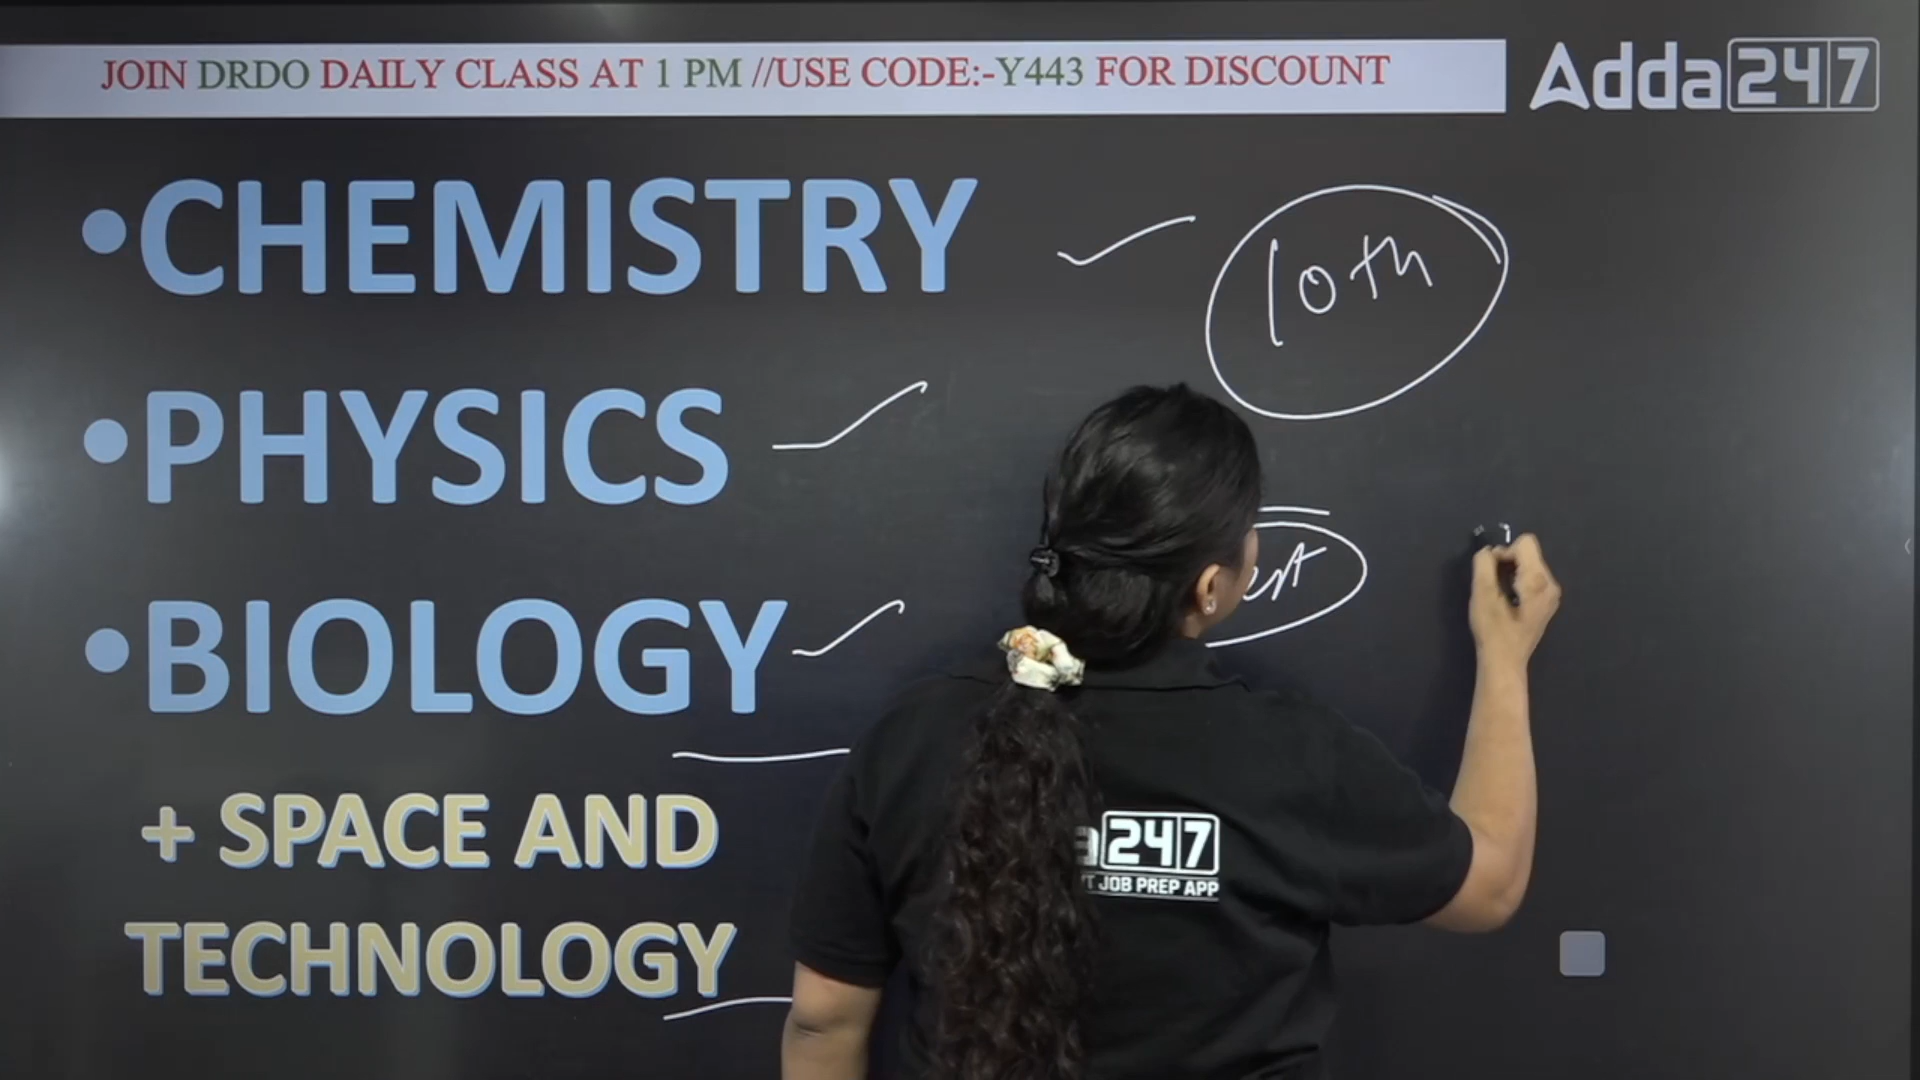 JOIN DRDO DAILY CLASS AT 1 PM //USE CODE:-Y443 FOR DISCOUNT
Adda247
•CHEMISTRY
10th
•PHYSICS
•BIOLOGY
+ SPACE AND
TECHNOLOGY
247
JOB PREP APP